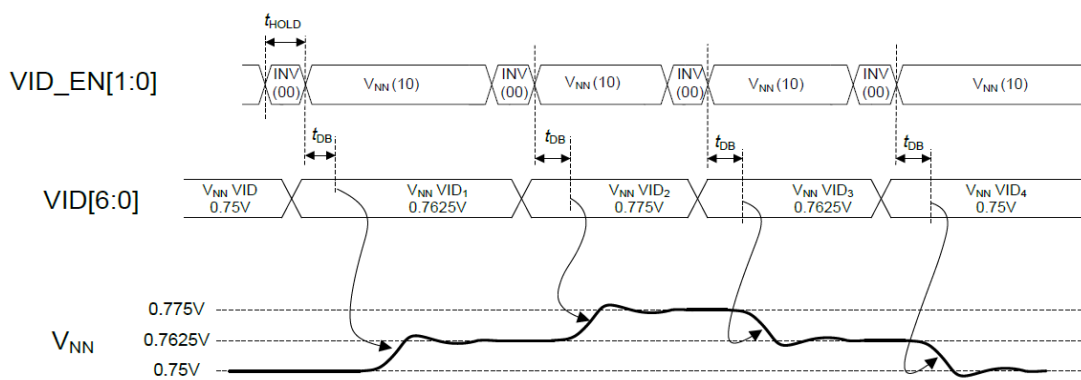 tHOLD
VID_EN[1:0]
INV (00) VNN (10) INV (00) VNN (10) INV (00) VNN (10) INV (00) VNN (10)
tDB tDB tDB tDB
VID[6:0]
VNN VID VNN VID1 VNN VID2 VNN VID3 VNN VID4
0.75V 0.7625V 0.775V 0.7625V 0.75V
0.775V
VNN 0.7625V
0.75V